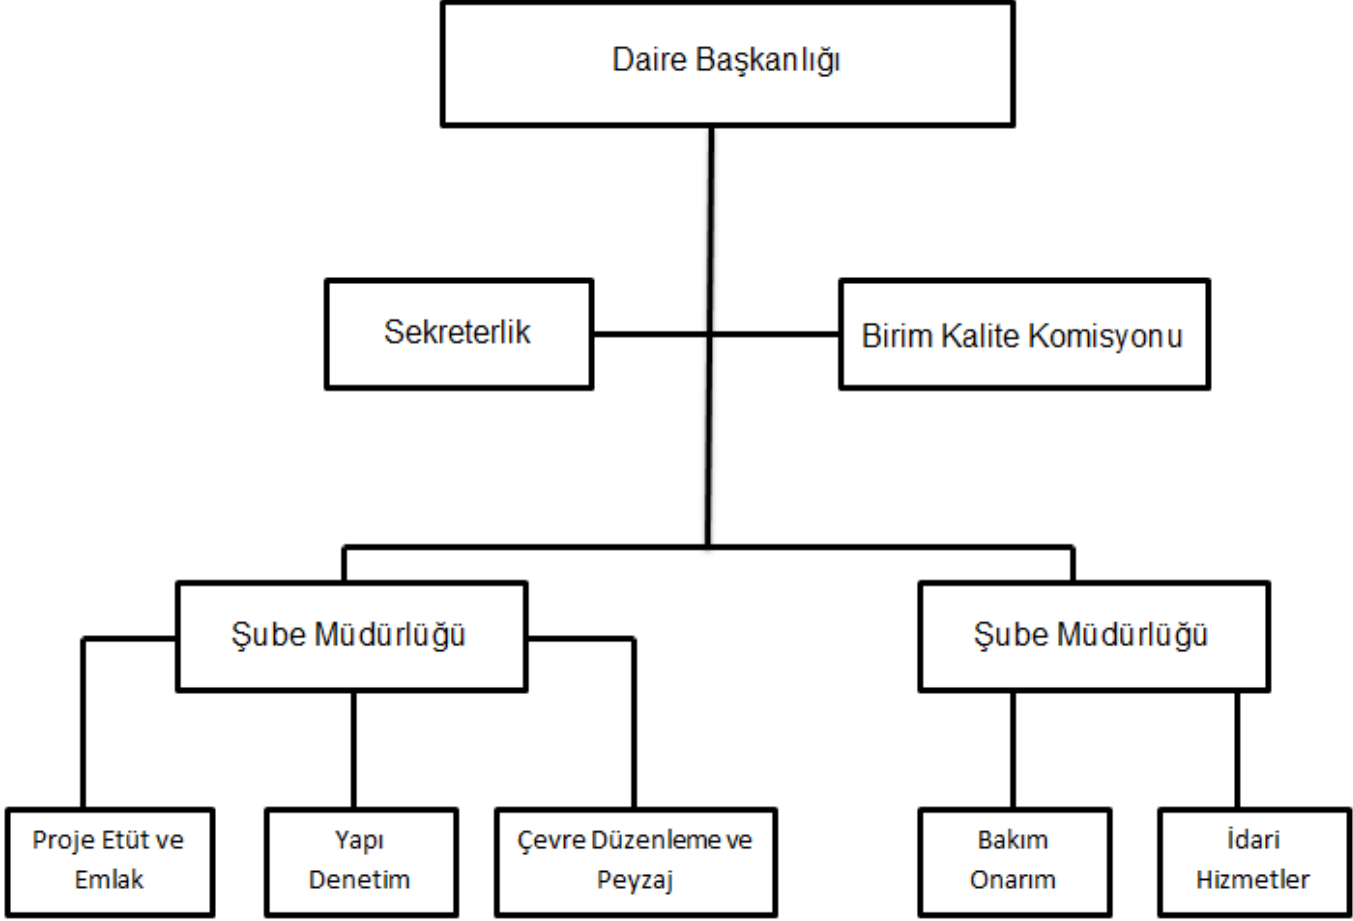 Daire Başkanlığı
Sekreterlik
Birim Kalite Komisyonu
Şube Müdürlüğü
Şube Müdürlüğü
Proje Etüt ve
Emlak
Yapı
Denetim
Çevre Düzenleme ve
Peyzaj
Bakım
Onarım
İdari
Hizmetler